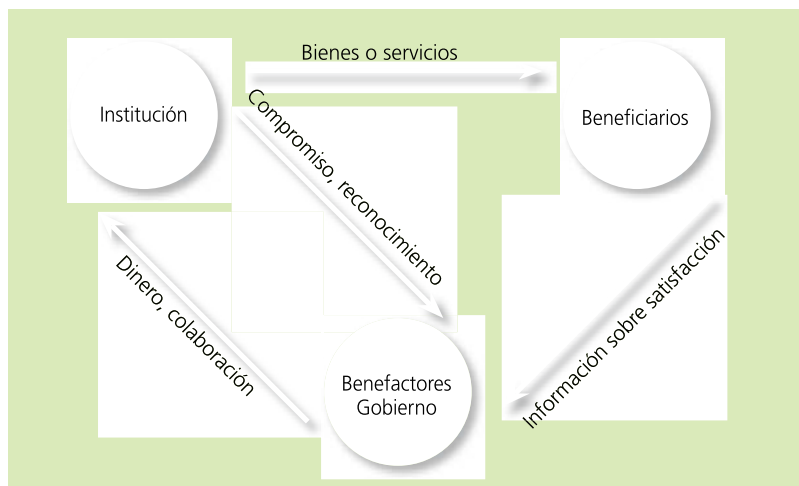 Bienes o servicios
Institución
Beneficiarios
Compromiso, reconocimiento
Dinero, colaboración
Información sobre satisfacción
Benefactores
Gobierno